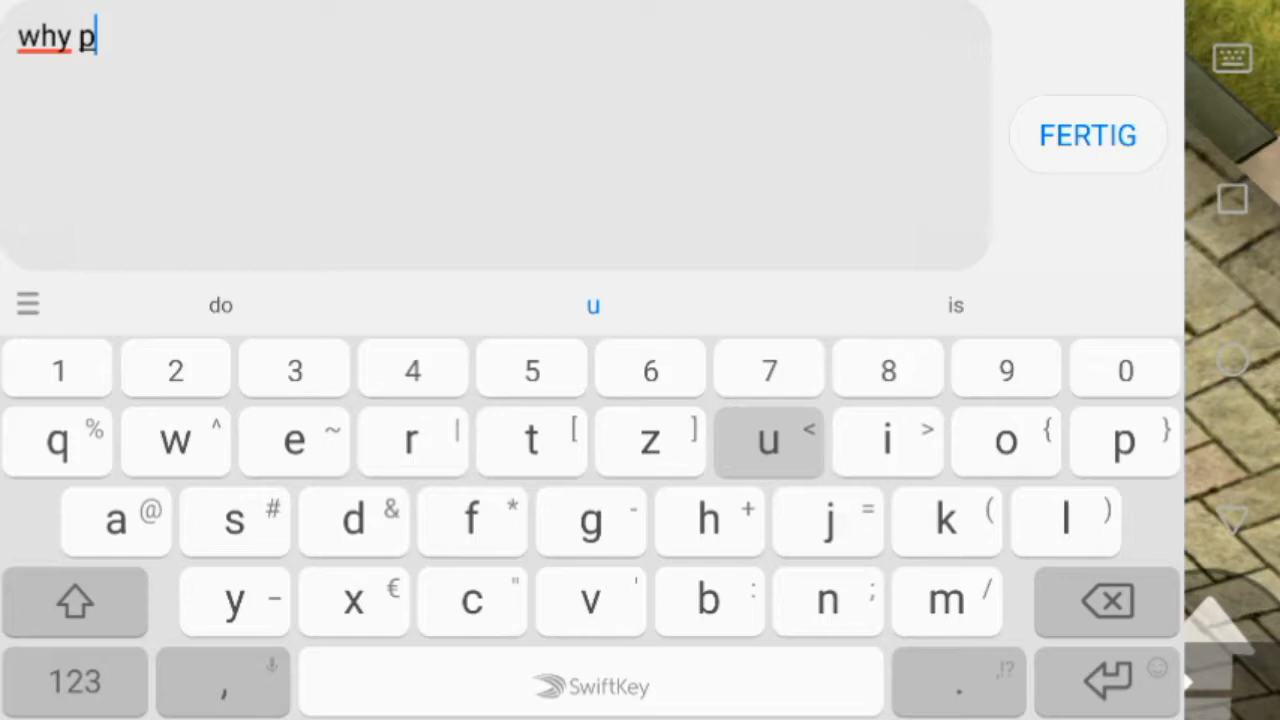 why p
FERTIG
do u is
1 2 3 4 5 6 7 8 9 0
q % w ^ e ~ r | t [ z ] u < i > o { p }
a @ s # d & f * g - h + j = k ( l )
y – x € c " v ' b : n ; m /
123 , SwiftKey . ,!?